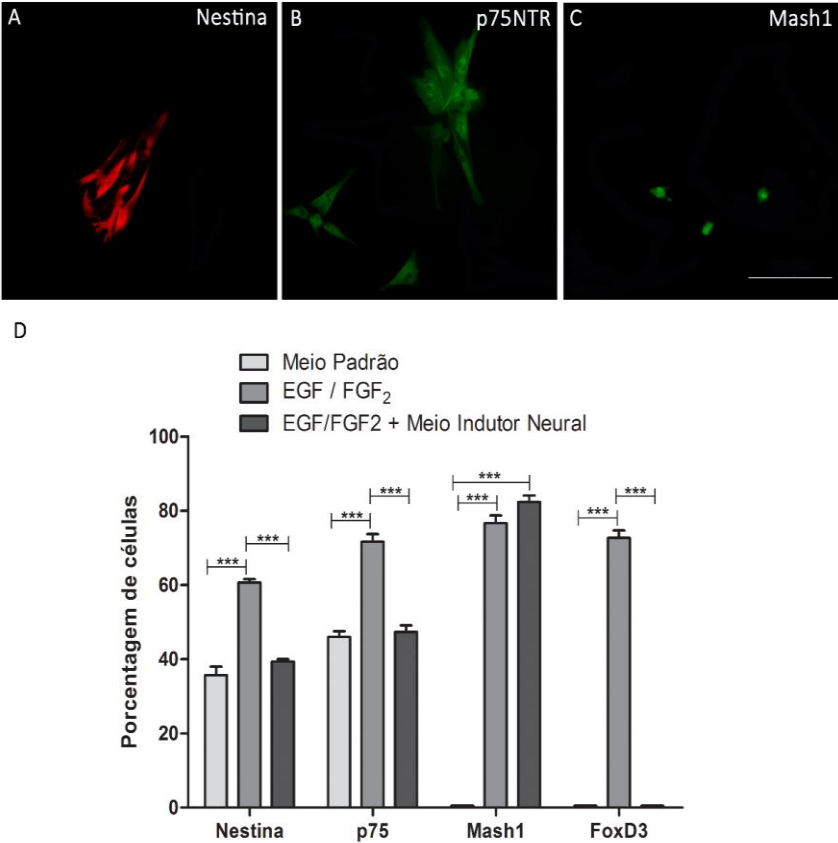 A Nestina
B p75NTR
C Mash1
D
Meio Padrão
EGF / FGF₂
EGF/FGF2 + Meio Indutor Neural
Porcentagem de células
100
80
60
40
20
0
*** ***
*** ***
***
***
*** ***
Nestina p75 Mash1 FoxD3